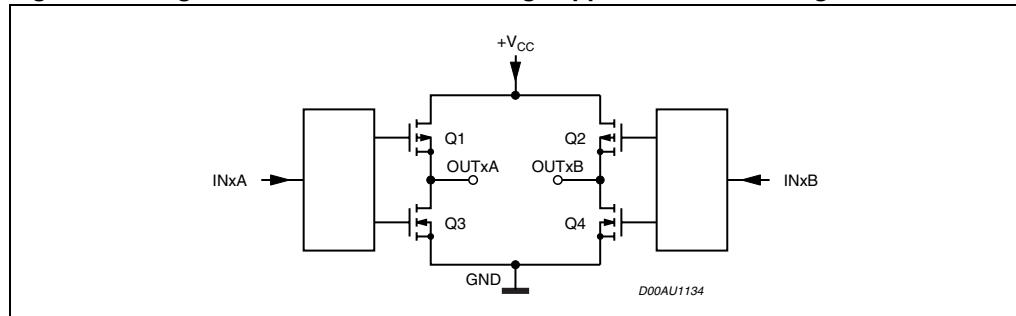 +VCC
Q1
Q2
OUTxA
OUTxB
INxA
INxB
Q3
Q4
GND
D00AU1134